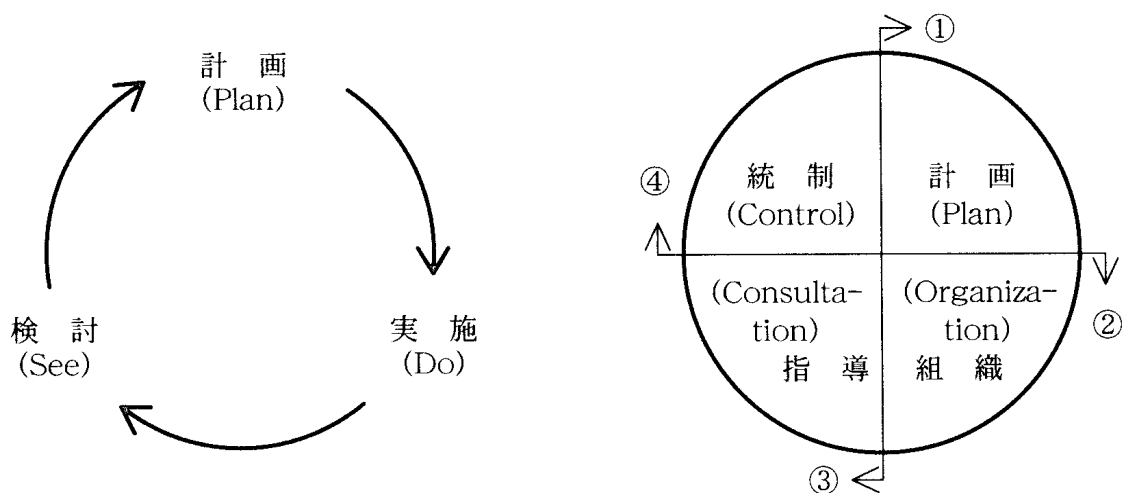 計画
(Plan)
実施
(Do)
検討
(See)
①
統制
(Control)
計画
(Plan)
④
(Consulta-
tion)
指導
(Organiza-
tion)
組織
②
③